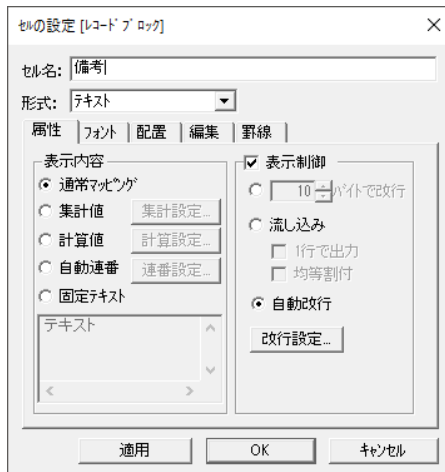 ｾﾙの設定 [ﾚｺｰﾄﾞﾌﾞﾛｯｸ]
ｾﾙ名: 備考
形式: ﾃｷｽﾄ
属性 ﾌｫﾝﾄ 配置 編集 罫線
表示内容
通常ﾏｯﾋﾟﾝｸﾞ
集計値 集計設定...
計算値 計算設定...
自動連番 連番設定...
固定ﾃｷｽﾄ
テキスト
表示制御
10 ﾊﾞｲﾄで改行
流し込み
1行で出力
均等割付
自動改行
改行設定...
適用 OK ｷｬﾝｾﾙ